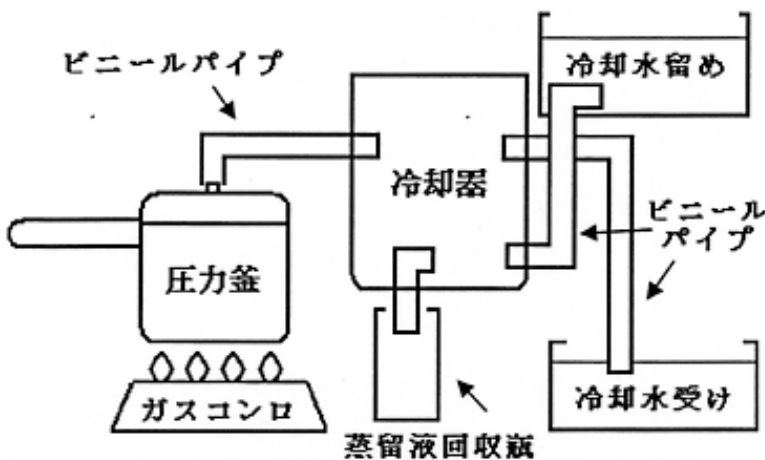 ビニールパイプ
冷却水留め
冷却器
ビニール
パイプ
圧力釜
ガスコンロ
冷却水受け
蒸留液回収瓶